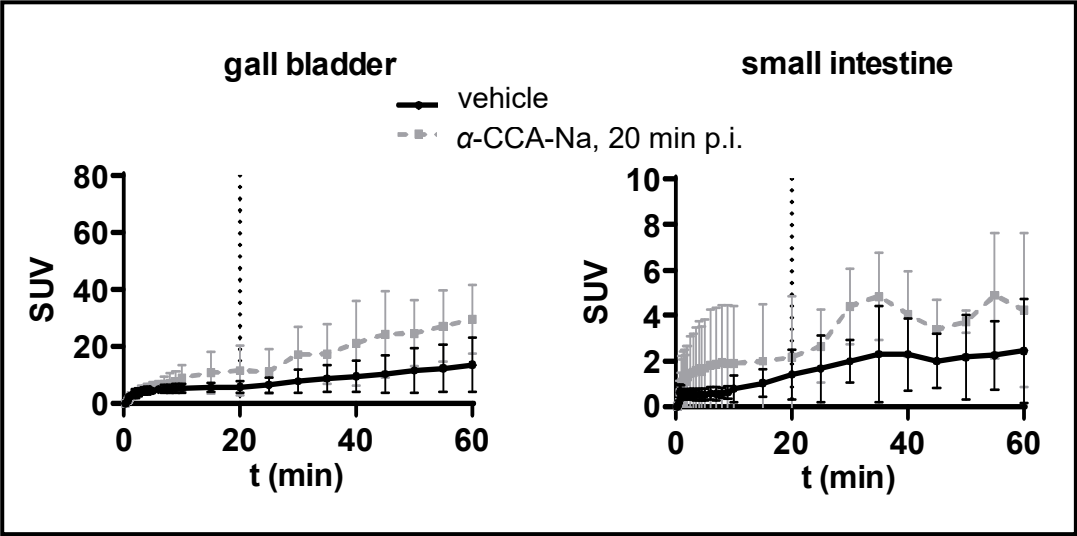 gall bladder
small intestine
vehicle
α-CCA-Na, 20 min p.i.
80
60
40
20
0
SUV
0
20
40
60
t (min)
10
8
6
4
2
0
SUV
0
20
40
60
t (min)